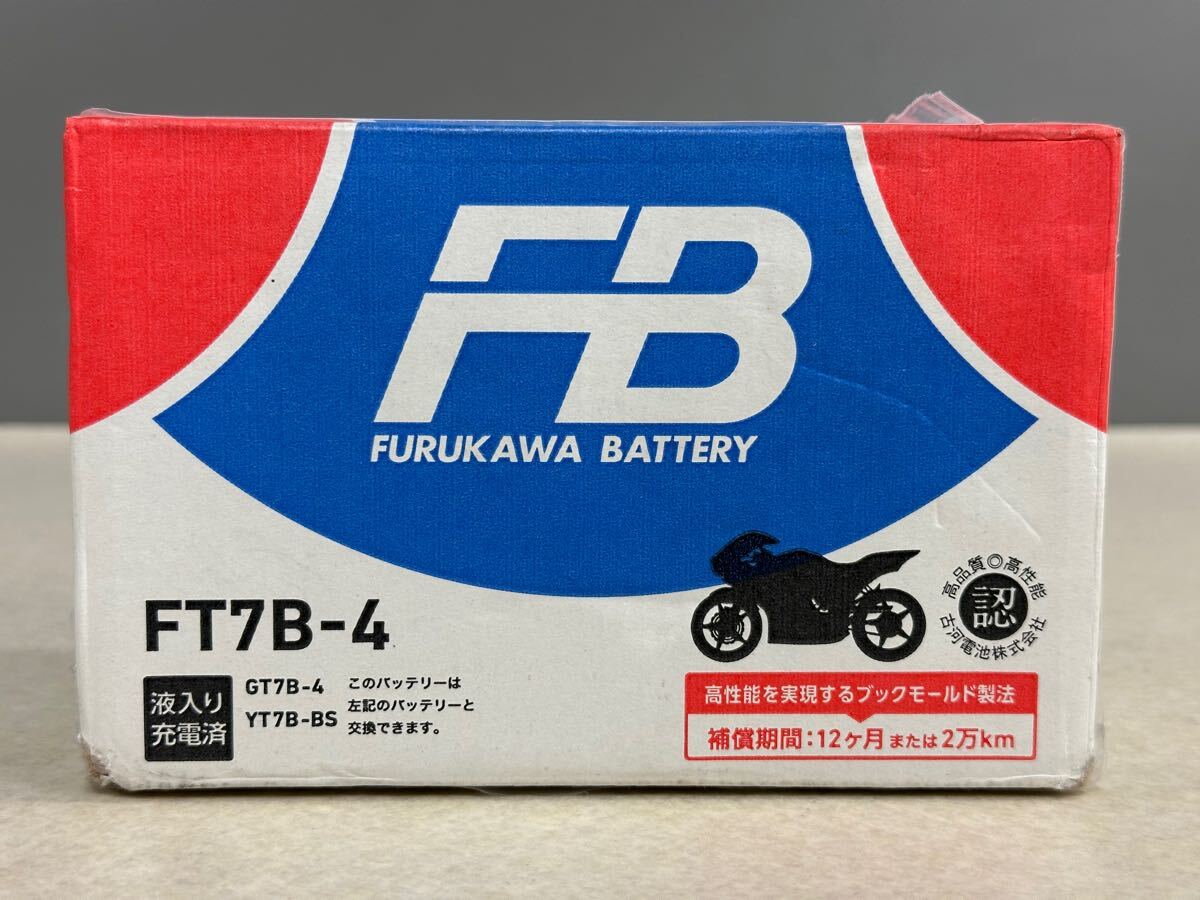 FB
FURUKAWA BATTERY
FT7B-4
液入り
充電済
GT7B-4
YT7B-BS
このバッテリーは
左記のバッテリーと
交換できます。
高品質◎高性能
認
古河電池株式会社
高性能を実現するブックモールド製法
補償期間:12ヶ月または2万km